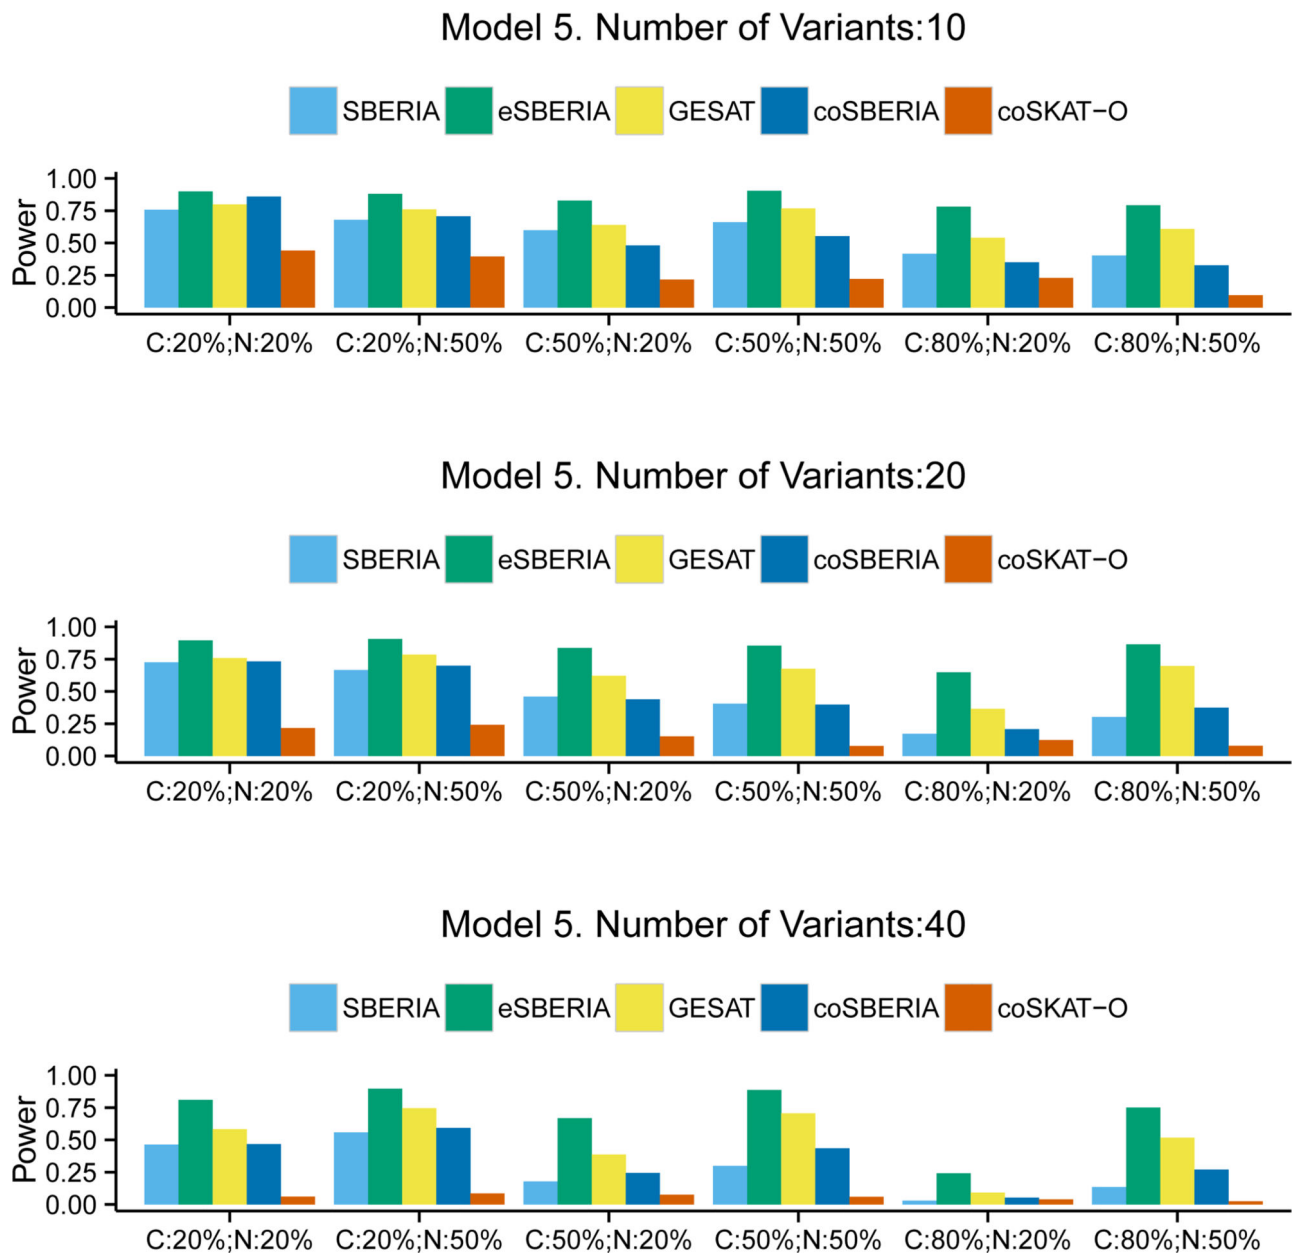 Model 5. Number of Variants:10
SBERIA eSBERIA GESAT coSBERIA coSKAT−O
Power
1.00
0.75
0.50
0.25
0.00
C:20%;N:20% C:20%;N:50% C:50%;N:20% C:50%;N:50% C:80%;N:20% C:80%;N:50%
Model 5. Number of Variants:20
SBERIA eSBERIA GESAT coSBERIA coSKAT−O
Power
1.00
0.75
0.50
0.25
0.00
C:20%;N:20% C:20%;N:50% C:50%;N:20% C:50%;N:50% C:80%;N:20% C:80%;N:50%
Model 5. Number of Variants:40
SBERIA eSBERIA GESAT coSBERIA coSKAT−O
Power
1.00
0.75
0.50
0.25
0.00
C:20%;N:20% C:20%;N:50% C:50%;N:20% C:50%;N:50% C:80%;N:20% C:80%;N:50%